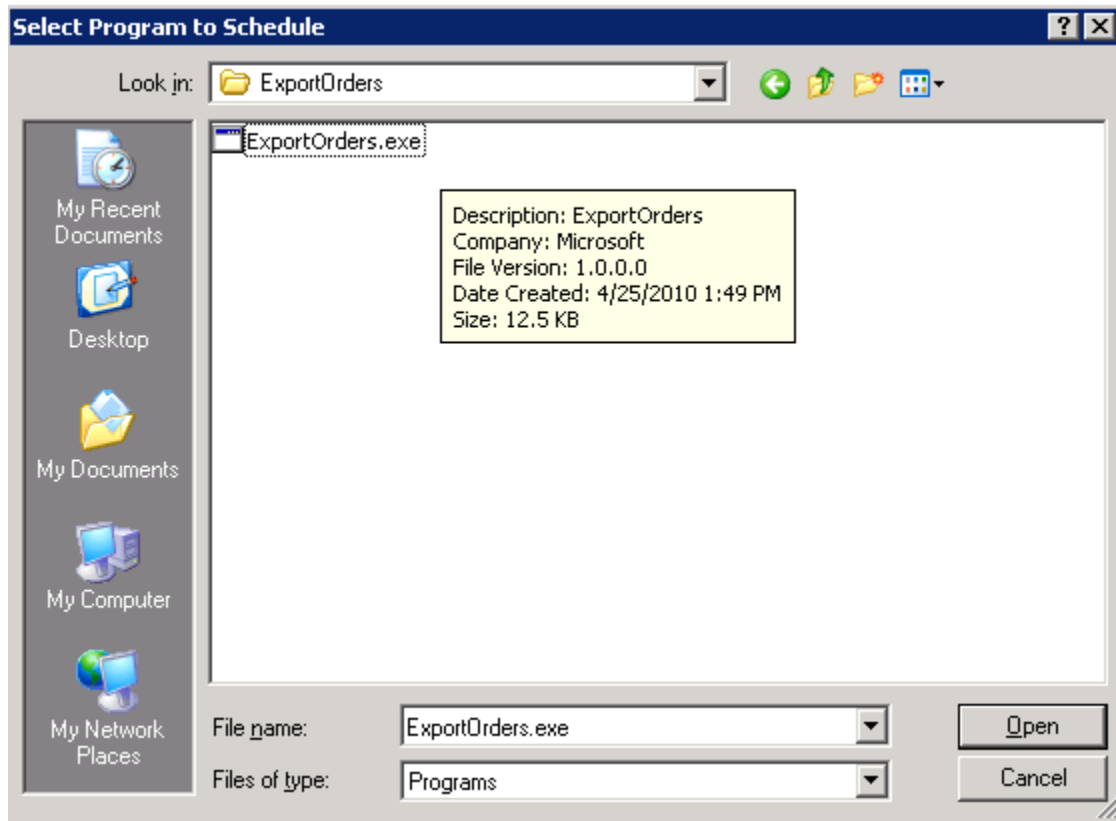 Select Program to Schedule
Look in:
ExportOrders
ExportOrders.exe
Description: ExportOrders
Company: Microsoft
File Version: 1.0.0.0
Date Created: 4/25/2010 1:49 PM
Size: 12.5 KB
My Recent
Documents
Desktop
My Documents
My Computer
My Network
Places
File name:
ExportOrders.exe
Open
Files of type:
Programs
Cancel